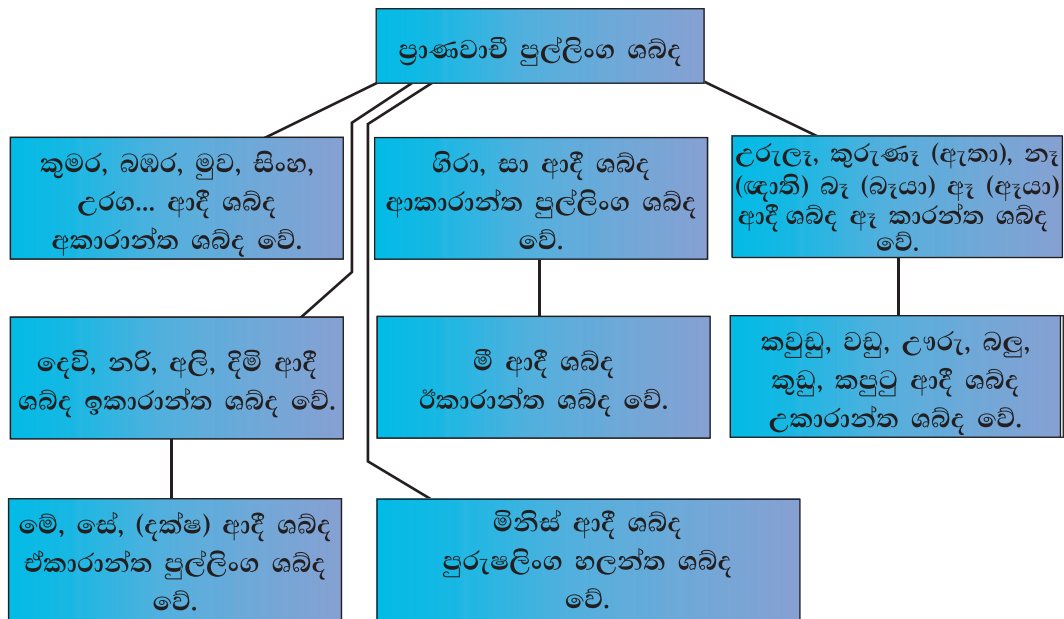 ප්‍රාණවාචී පුල්ලිංග ශබ්ද
කුමර, බඹර, මුව, සිංහ,
උරග... ආදී ශබ්ද
අකාරාන්ත ශබ්ද වේ.
ගිරා, සා ආදී ශබ්ද
ආකාරාන්ත පුල්ලිංග ශබ්ද
වේ.
උරුලෑ, කුරුණෑ (ඇතා), නෑ
(ඥාති) බෑ (බෑයා) ඈ (ඈයා)
ආදී ශබ්ද ඈ කාරන්ත ශබ්ද
වේ.
දෙවි, නරි, අලි, දිමි ආදී
ශබ්ද ඉකාරාන්ත ශබ්ද වේ.
මී ආදී ශබ්ද
ඊකාරාන්ත ශබ්ද වේ.
කවුඩු, වඩු, ඌරු, බලු,
කුඩු, කපුටු ආදී ශබ්ද
උකාරාන්ත ශබ්ද වේ.
මේ, සේ, (දක්ෂ) ආදී ශබ්ද
ඒකාරාන්ත පුල්ලිංග ශබ්ද
වේ.
මිනිස් ආදී ශබ්ද
පුරුෂලිංග හලන්ත ශබ්ද
වේ.